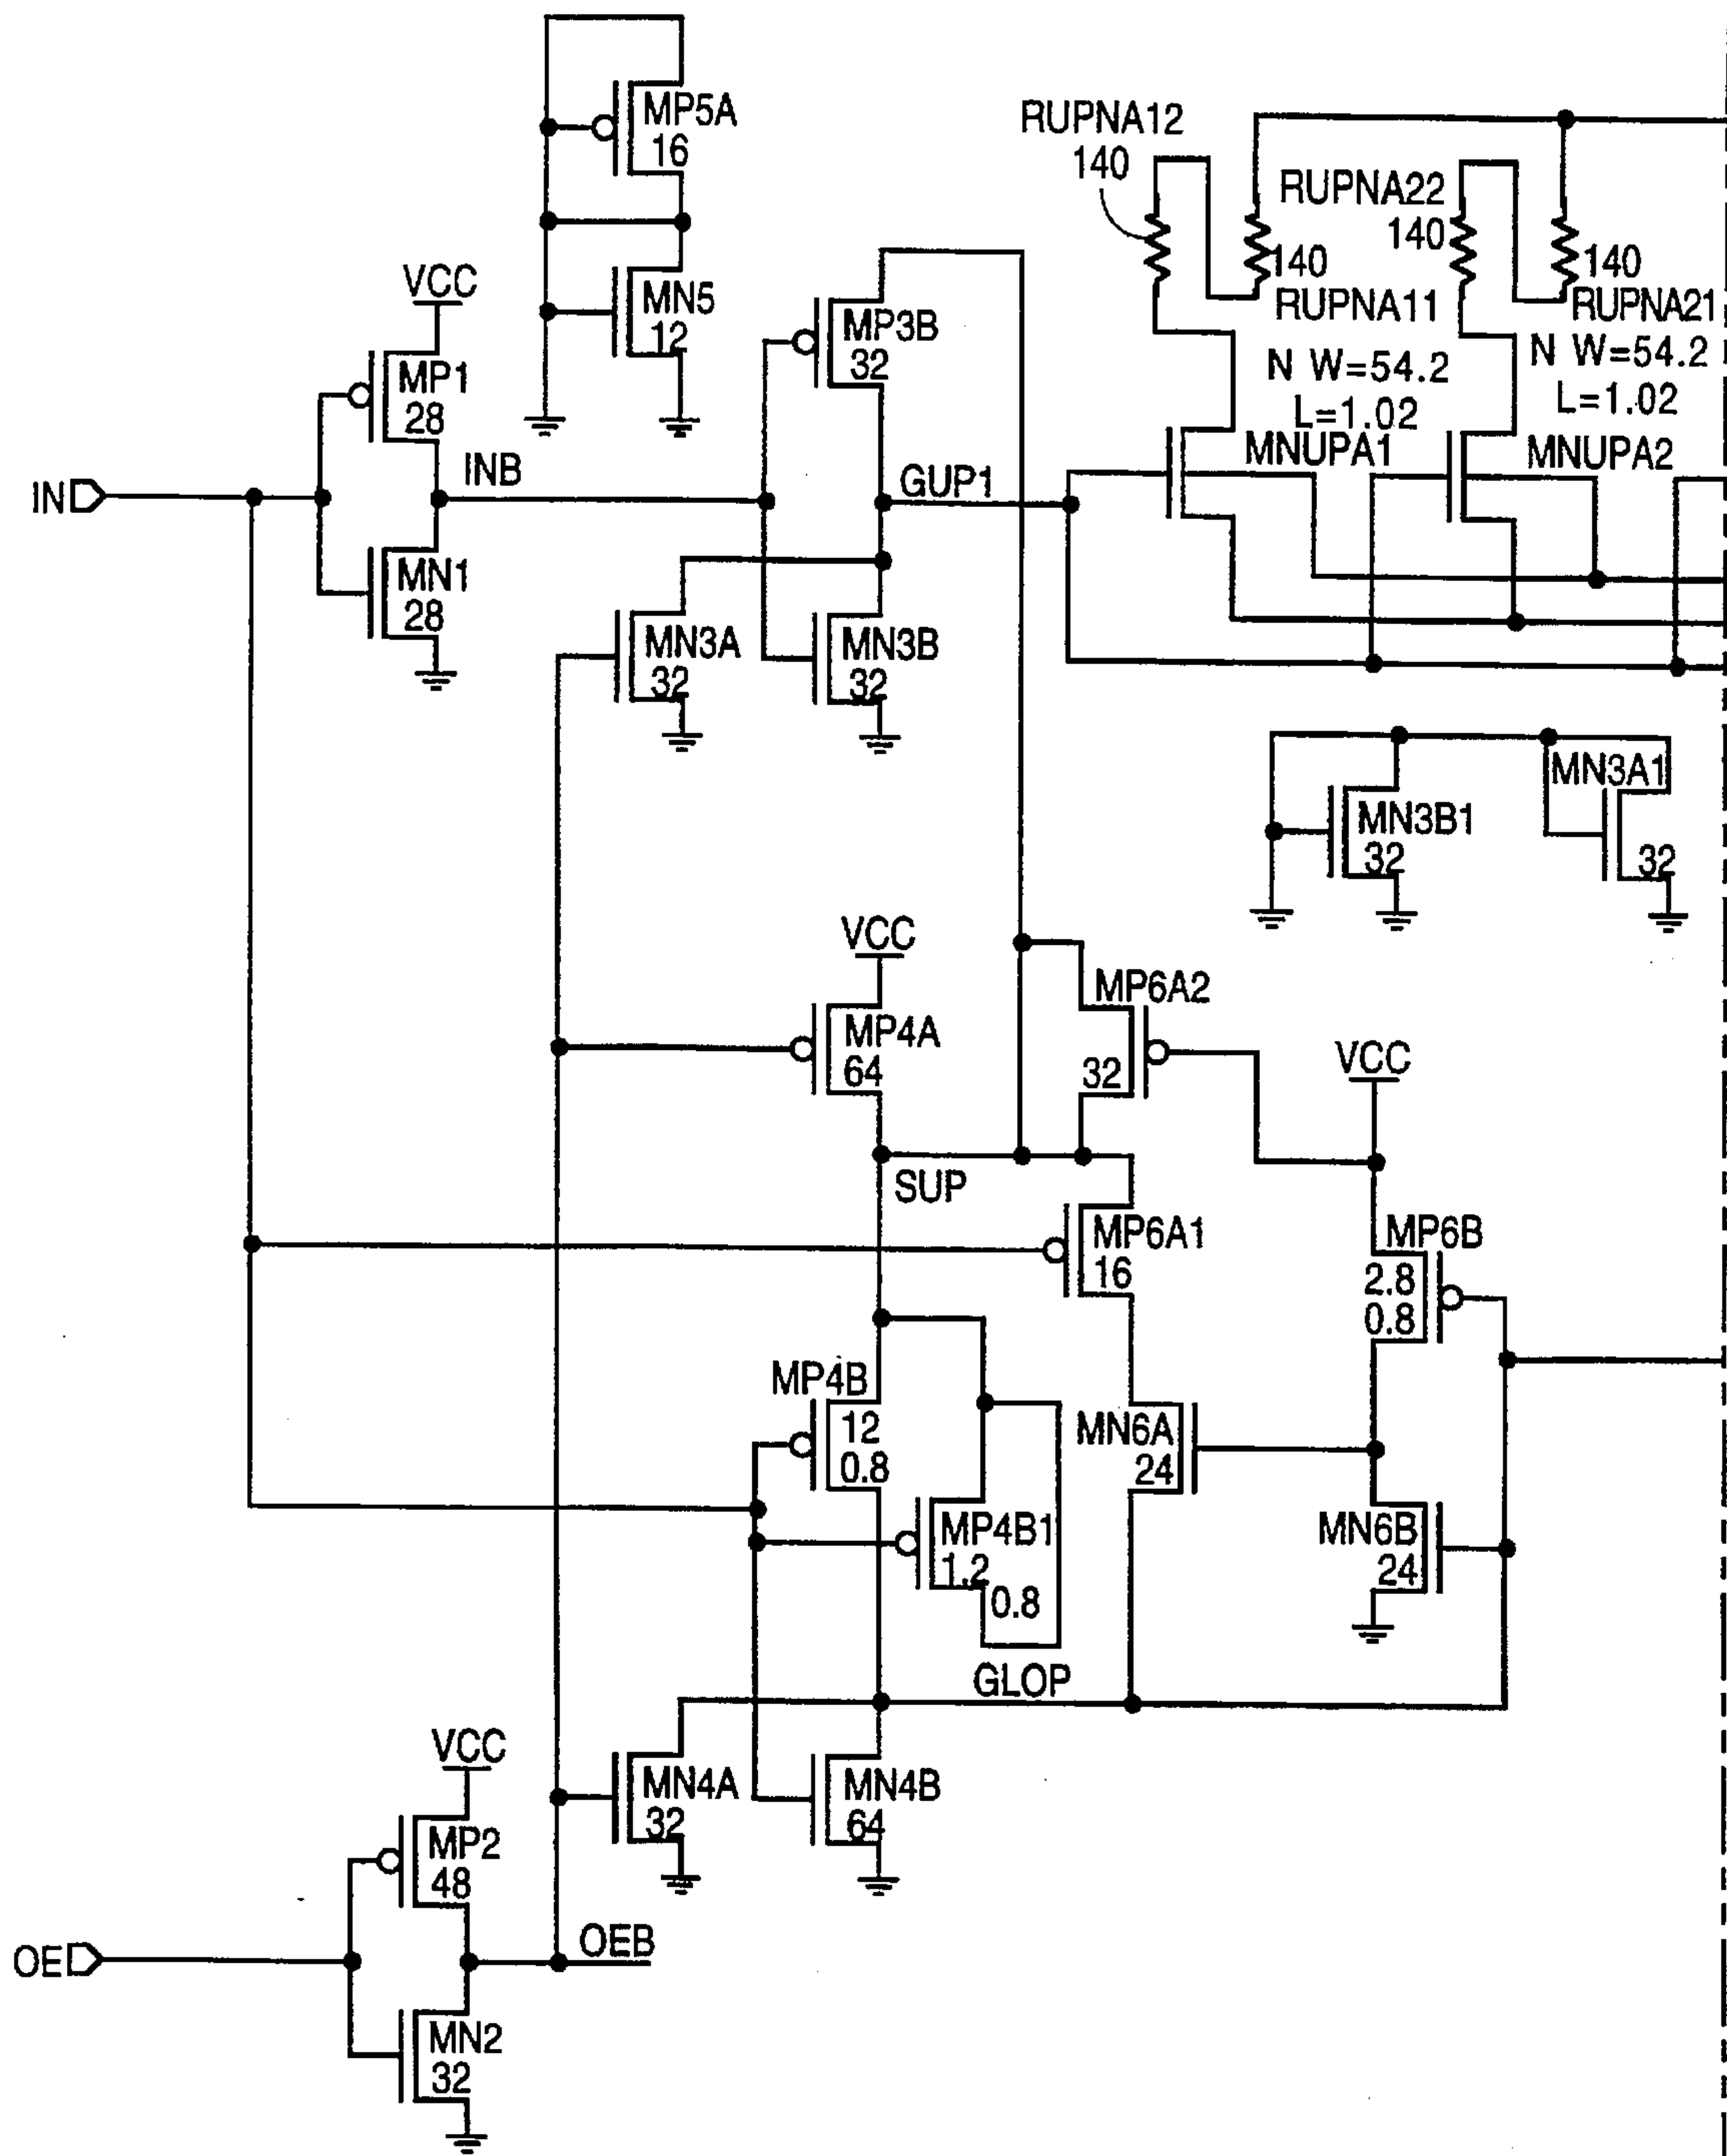 MP5A
16
RUPNA12
140
RUPNA22
140
140
RUPNA11
140
RUPNA21
VCC
MN5
12
MP3B
32
N W=54.2
L=1.02
N W=54.2
L=1.02
MP1
28
MNUPA1
MNUPA2
IN
INB
GUP1
MN1
28
MN3A
32
MN3B
32
MN3A1
32
MN3B1
32
VCC
MP4A
64
MP6A2
32
VCC
SUP
MP6A1
16
MP6B
2.8
0.8
MP4B
12
0.8
MN6A
24
MP4B1
1.2
0.8
MN6B
24
GLOP
VCC
MN4A
32
MN4B
64
MP2
48
OE
OEB
MN2
32